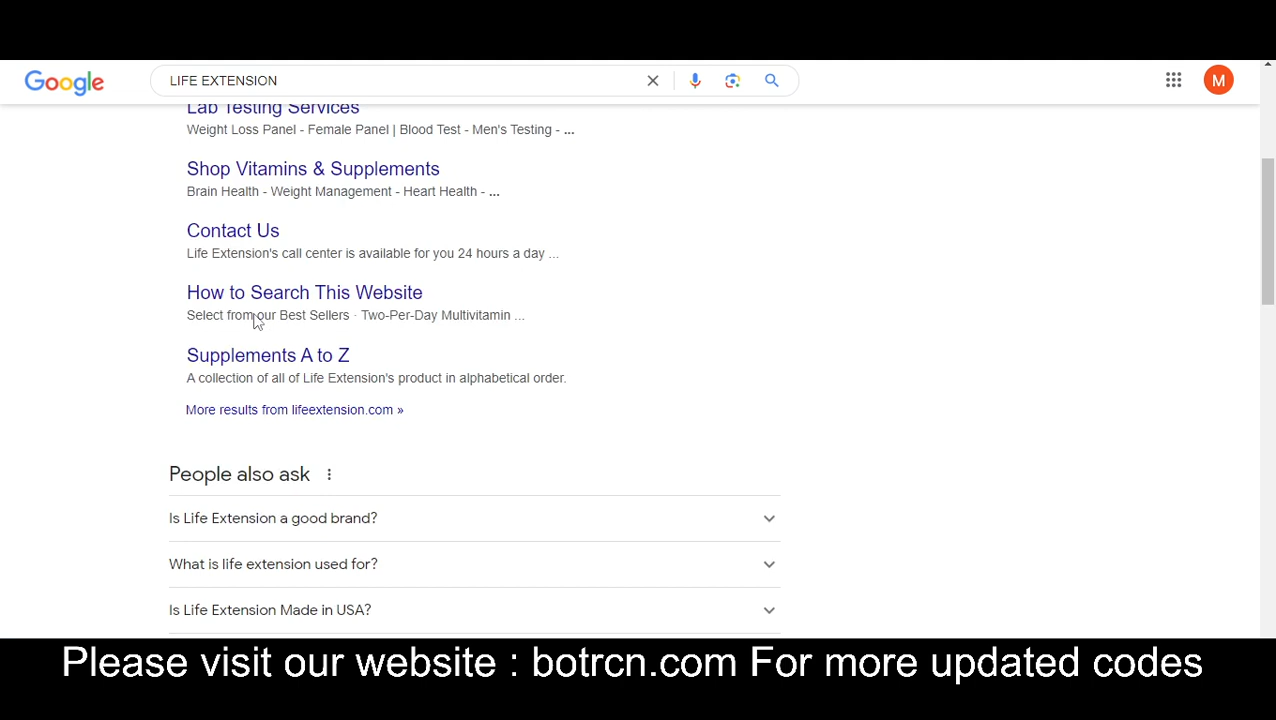 Google
LIFE EXTENSION
M
Lab Testing Services
Weight Loss Panel - Female Panel | Blood Test - Men's Testing - ...
Shop Vitamins & Supplements
Brain Health - Weight Management - Heart Health - ...
Contact Us
Life Extension's call center is available for you 24 hours a day ...
How to Search This Website
Select from our Best Sellers · Two-Per-Day Multivitamin ...
Supplements A to Z
A collection of all of Life Extension's product in alphabetical order.
More results from lifeextension.com »
People also ask
Is Life Extension a good brand?
What is life extension used for?
Is Life Extension Made in USA?
Please visit our website : botrcn.com For more updated codes